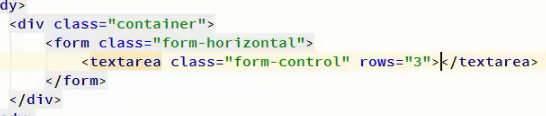 dy>
<div class="container">
<form class="form-horizontal">
<textarea class="form-control" rows="3"></textarea>
</form>
</div>